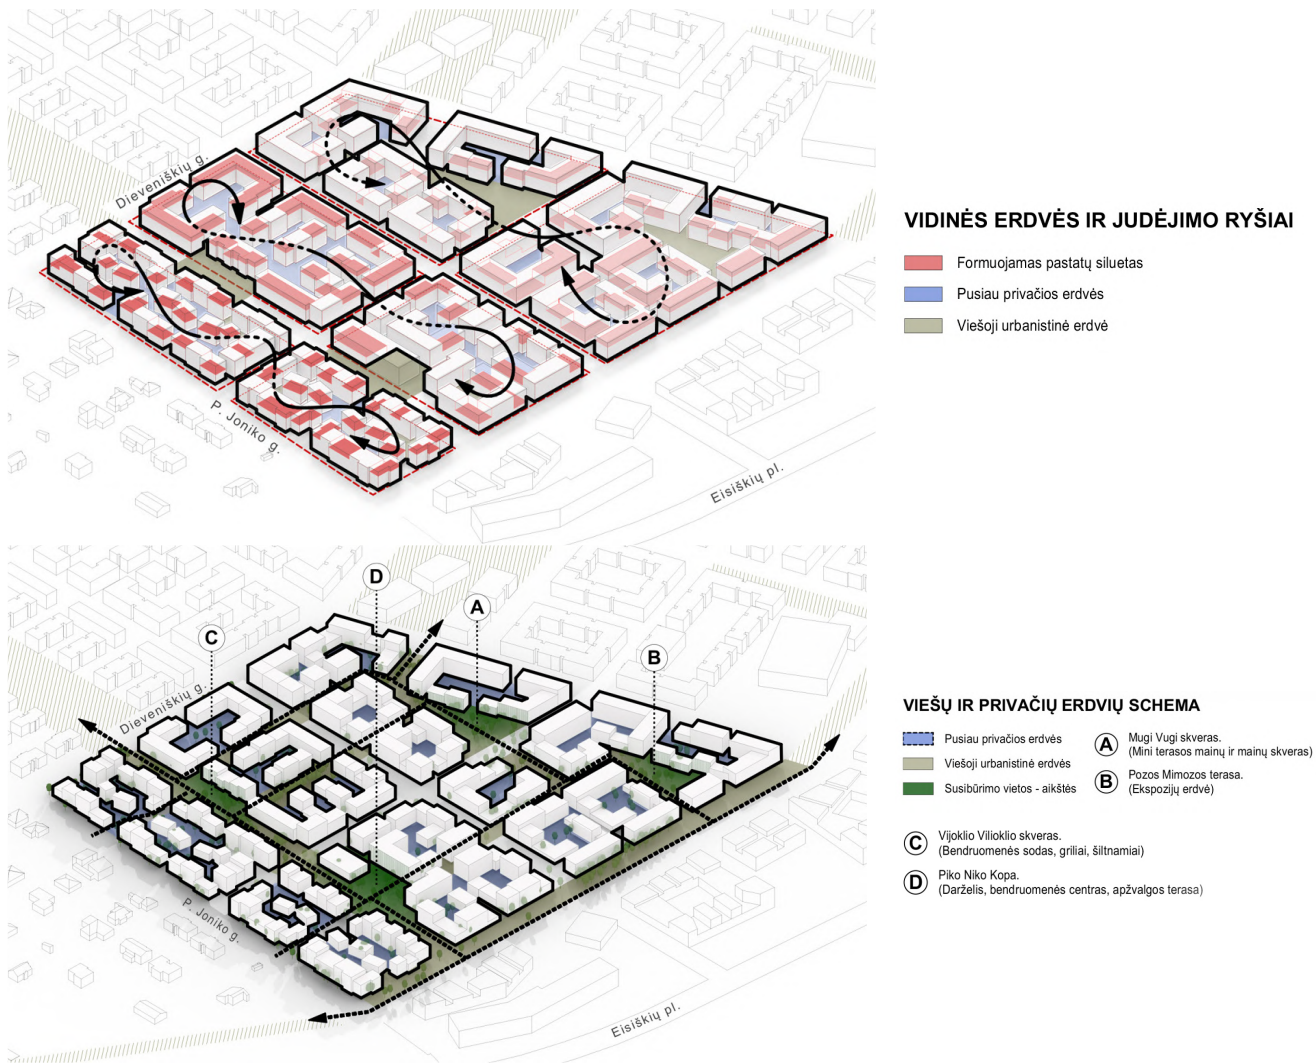 Dieveniškių g.
P. Joniko g.
Eisiškių pl.
VIDINĖS ERDVĖS IR JUDĖJIMO RYŠIAI
Formuojamas pastatų siluetas
Pusiau privačios erdvės
Viešoji urbanistinė erdvė
D
A
C
B
Dieveniškių g.
P. Joniko g.
Eisiškių pl.
VIEŠŲ IR PRIVAČIŲ ERDVIŲ SCHEMA
Pusiau privačios erdvės
Viešoji urbanistinė erdvės
Susibūrimo vietos - aikštės
A
Mugi Vugi skveras.
(Mini terasos mainų ir mainų skveras)
B
Pozos Mimozos terasa.
(Ekspozijų erdvė)
C
Vijoklio Vilioklio skveras.
(Bendruomenės sodas, griliai, šiltnamiai)
D
Piko Niko Kopa.
(Darželis, bendruomenės centras, apžvalgos terasa)